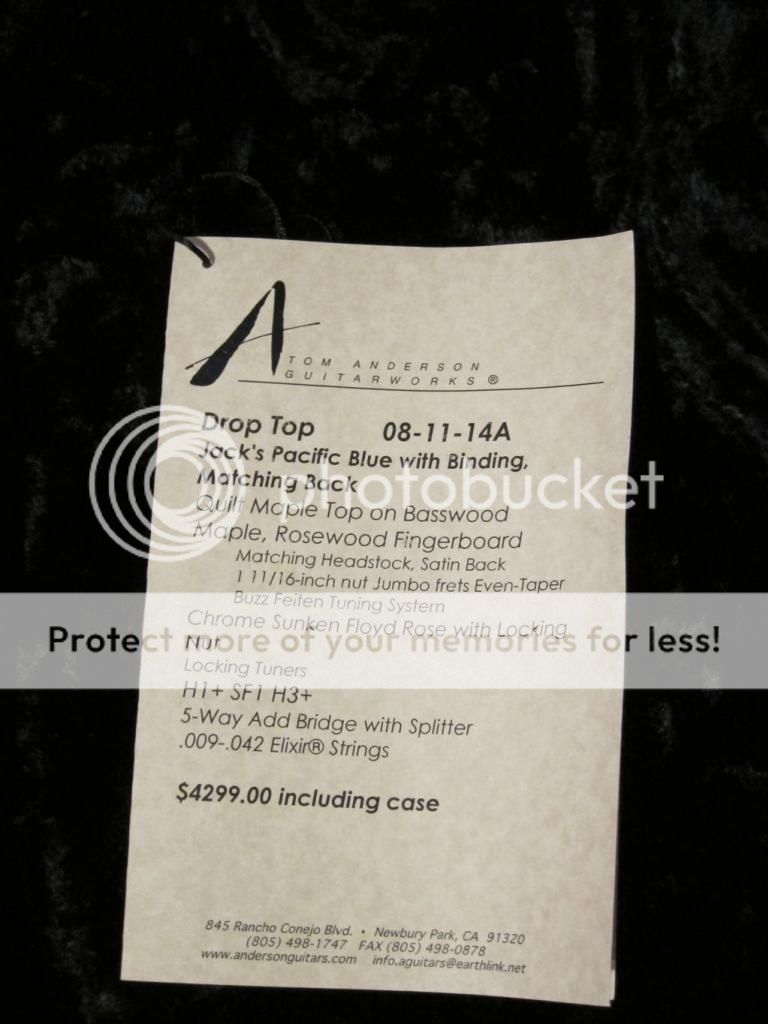 TOM ANDERSON
GUITARWORKS®
Drop Top 08-11-14A
Jack's Pacific Blue with Binding,
Matching Back
photobucket
Quilt Maple Top on Basswood
Maple, Rosewood Fingerboard
Matching Headstock, Satin Back
1 11/16-inch nut Jumbo frets Even-Taper
Buzz Feiten Tuning System
Chrome Sunken Floyd Rose with Locking
Protect more of your memories for less!
Nut
Locking Tuners
H1+ SF1 H3+
5-Way Add Bridge with Splitter
.009-.042 Elixir® Strings
$4299.00 including case
845 Rancho Conejo Blvd. • Newbury Park, CA 91320
(805) 498-1747 FAX (805) 498-0878
www.andersonguitars.com info.aguitars@earthlink.net